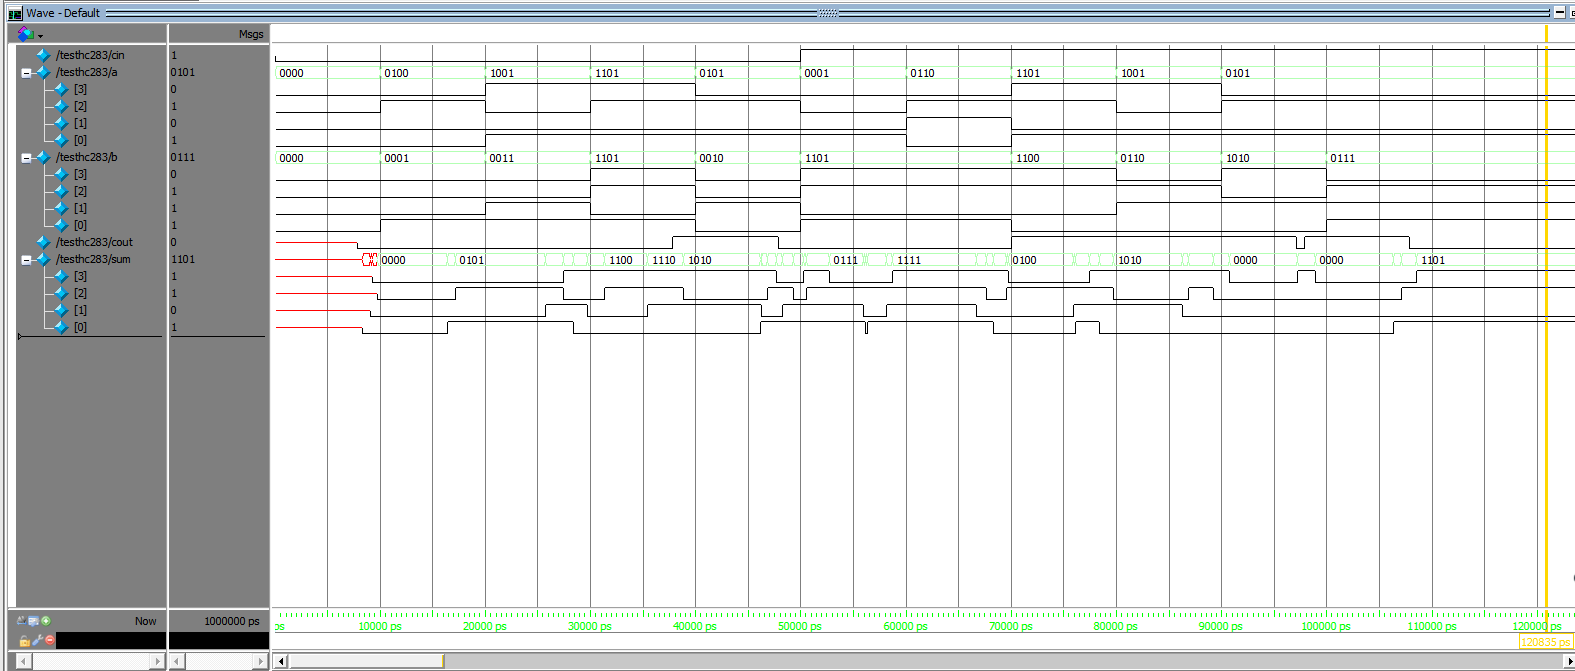 Wave - Default
Msgs
/testhc283/cin 1
/testhc283/a 0101 0000 0100 1001 1101 0101 0001 0110 1101 1001 0101
[3] 0
[2] 1
[1] 0
[0] 1
/testhc283/b 0111 0000 0001 0011 1101 0010 1101 1100 0110 1010 0111
[3] 0
[2] 1
[1] 1
[0] 1
/testhc283/cout 0
/testhc283/sum 1101 0000 0101 1100 1110 1010 0111 1111 0100 1010 0000 0000 1101
[3] 1
[2] 1
[1] 0
[0] 1
Now 1000000 ps ps 10000 ps 20000 ps 30000 ps 40000 ps 50000 ps 60000 ps 70000 ps 80000 ps 90000 ps 100000 ps 110000 ps 120000 ps
120835 ps